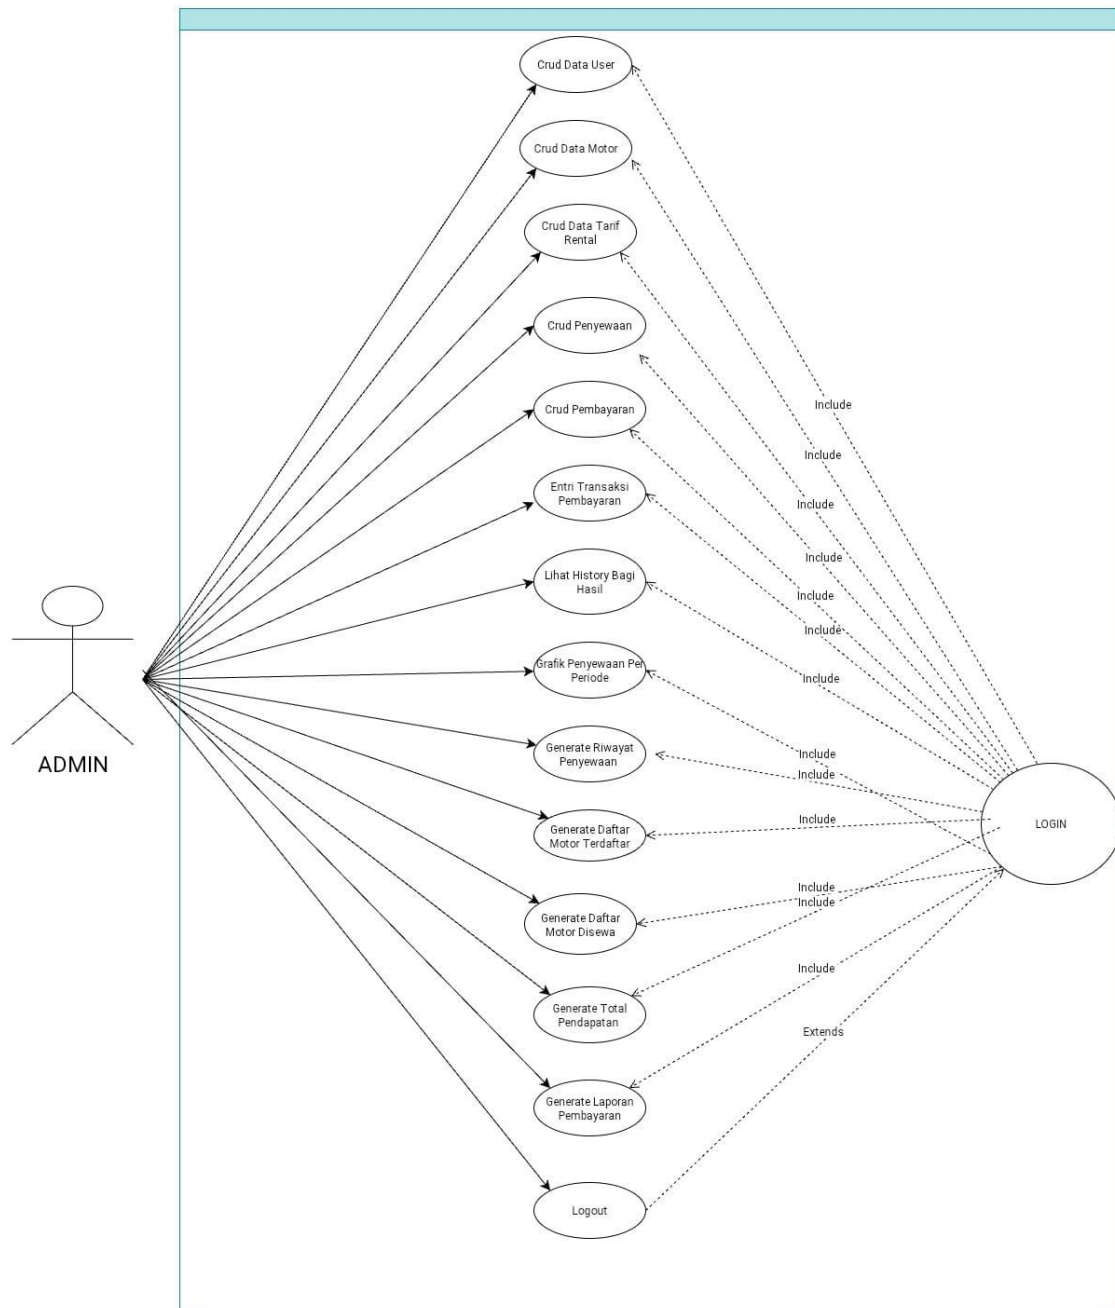 Crud Data User
Crud Data Motor
Crud Data Tarif
Rental
Crud Penyewaan
Include
Crud Pembayaran
Include
Entri Transaksi
Pembayaran
Include
Include
Lihat History Bagi
Hasil
Include
Include
Grafik Penyewaan Per
Periode
Include
Generate Riwayat
Penyewaan
Include
Include
ADMIN
Generate Daftar
Motor Terdaftar
Include
LOGIN
Generate Daftar
Motor Disewa
Include
Include
Generate Total
Pendapatan
Include
Extends
Generate Laporan
Pembayaran
Logout